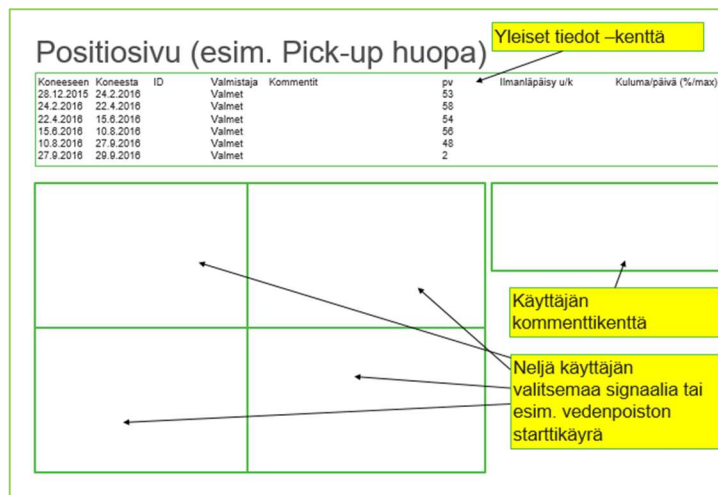 Positiosivu (esim. Pick-up huopa)
Yleiset tiedot –kenttä
Koneeseen Koneesta ID Valmistaja Kommentit pv Ilmanläpäisy u/k Kuluma/päivä (%/max)
28.12.2015 24.2.2016 Valmet 53
24.2.2016 22.4.2016 Valmet 58
22.4.2016 15.6.2016 Valmet 54
15.6.2016 10.8.2016 Valmet 56
10.8.2016 27.9.2016 Valmet 48
27.9.2016 29.9.2016 Valmet 2
Käyttäjän
kommenttikenttä
Neljä käyttäjän
valitsemaa signaalia tai
esim. vedenpoiston
starttikäyrä